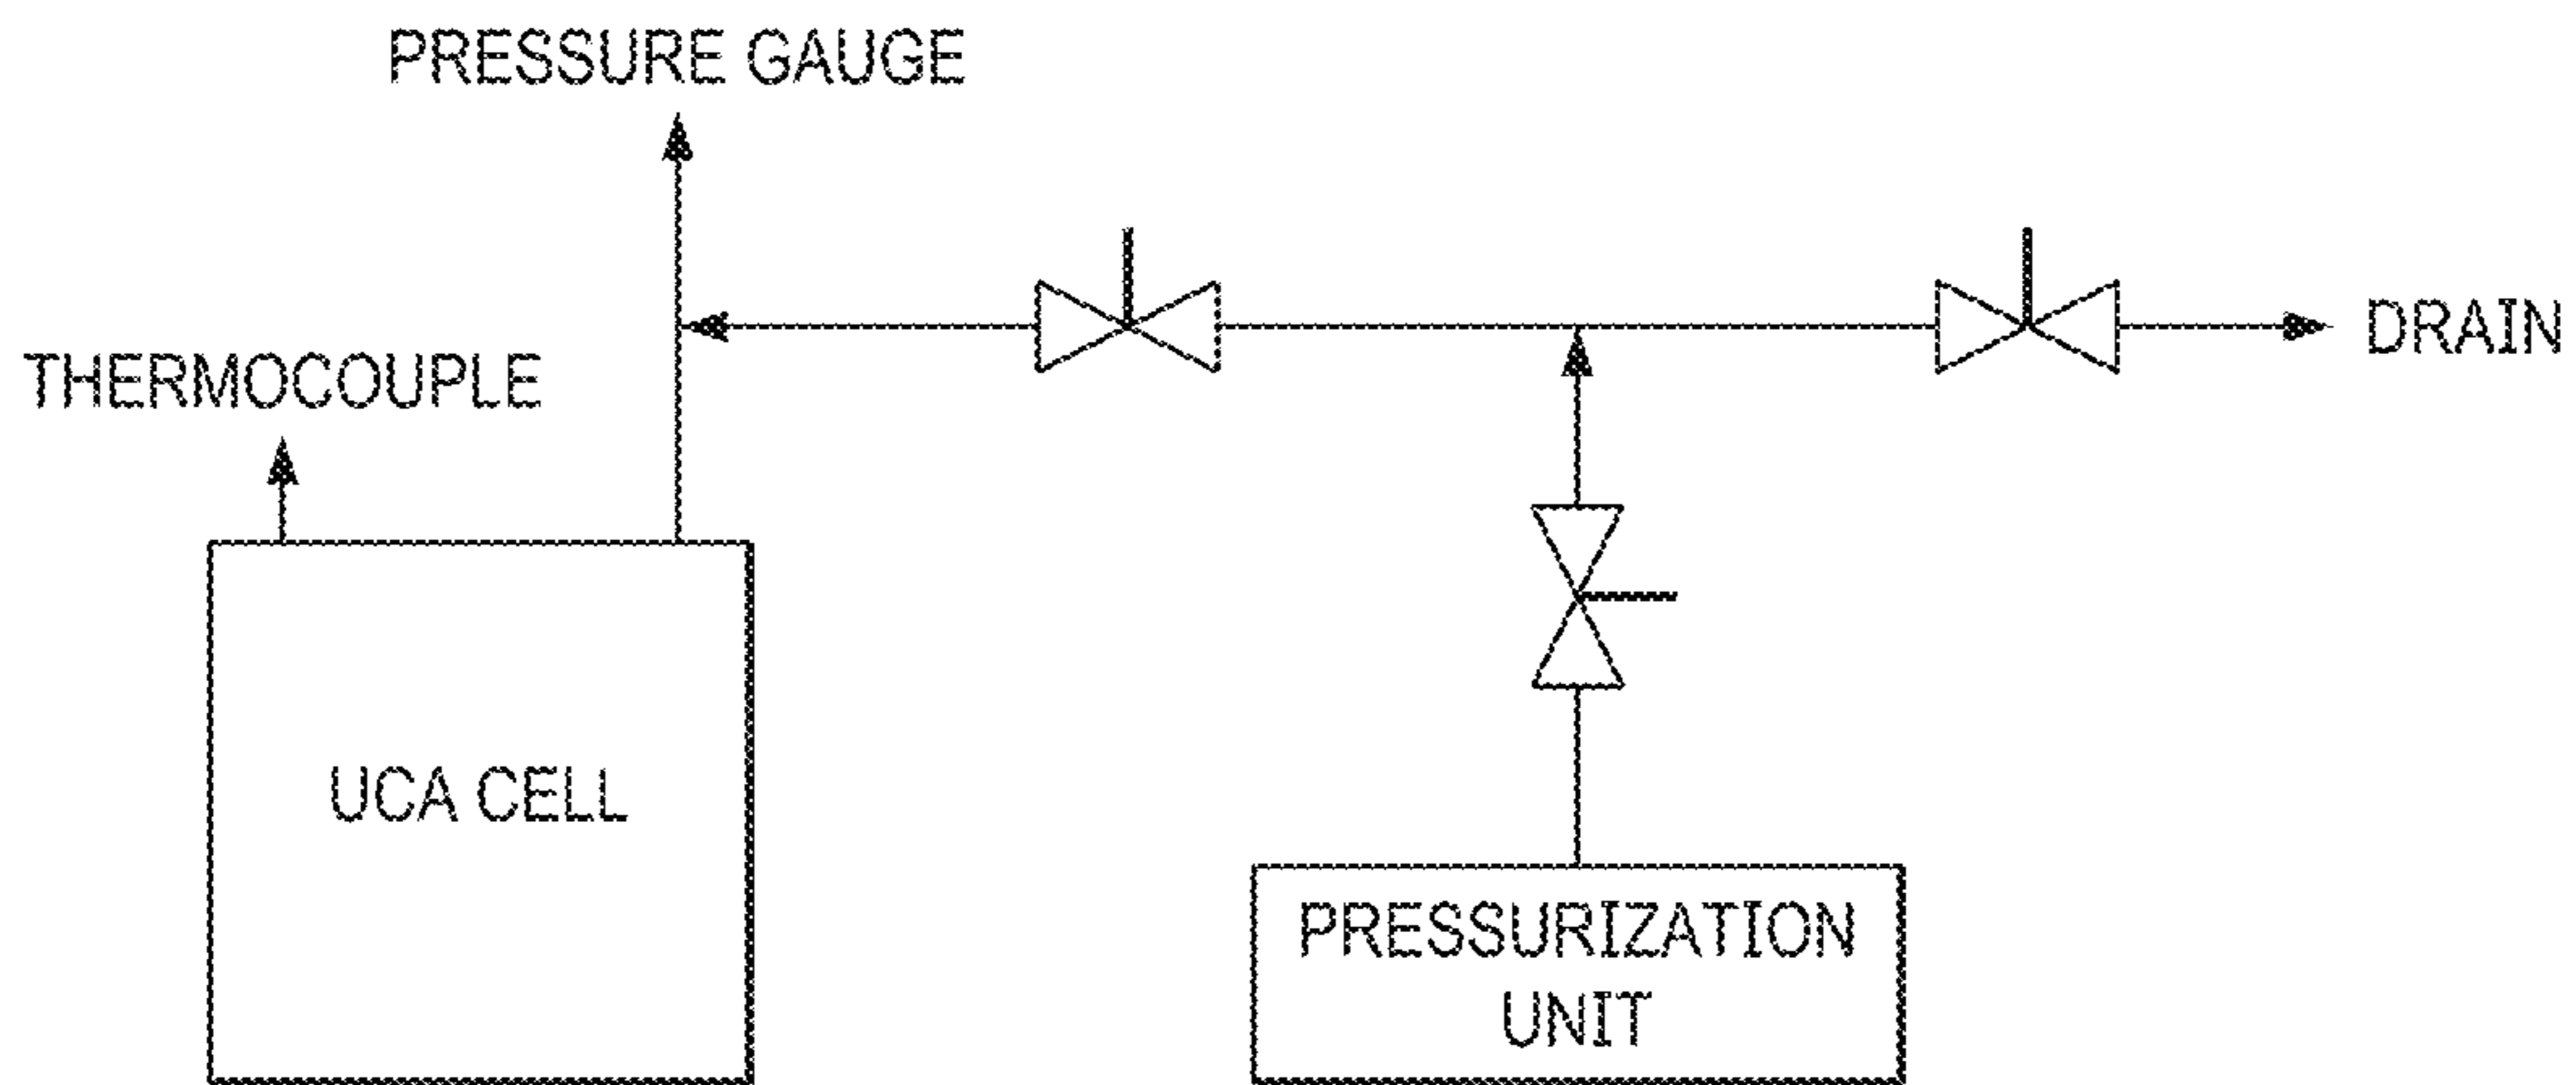 PRESSURE GAUGE
DRAIN
THERMOCOUPLE
UCA CELL
PRESSURIZATION
UNIT